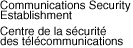 Communications Security
Establishment
Centre de la sécurité
des télécommunications